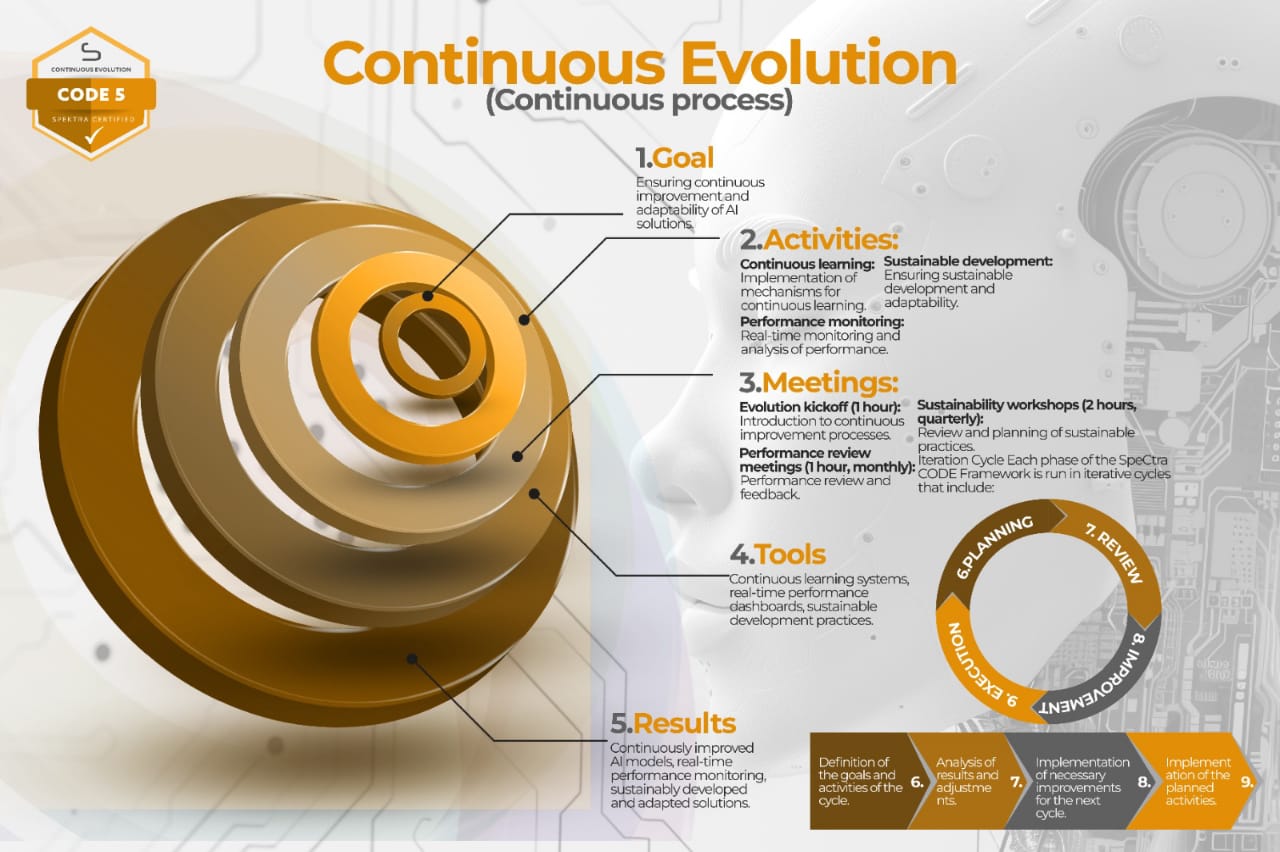 CONTINUOUS EVOLUTION
CODE 5
SPEKTRA CERTIFIED
Continuous Evolution
(Continuous process)
1.Goal
Ensuring continuous
improvement and
adaptability of AI
solutions.
2.Activities:
Continuous learning:
Implementation of
mechanisms for
continuous learning.
Performance monitoring:
Real-time monitoring and
analysis of performance.
Sustainable development:
Ensuring sustainable
development and
adaptability.
3.Meetings:
Evolution kickoff (1 hour):
Introduction to continuous
improvement processes.
Performance review
meetings (1 hour, monthly):
Performance review and
feedback.
Sustainability workshops (2 hours,
quarterly):
Review and planning of sustainable
practices.
Iteration Cycle Each phase of the SpeCtra
CODE Framework is run in iterative cycles
that include:
4.Tools
Continuous learning systems,
real-time performance
dashboards, sustainable
development practices.
6.PLANNING
7. REVIEW
8. IMPROVEMENT
9. EXECUTION
5.Results
Continuously improved
AI models, real-time
performance monitoring,
sustainably developed
and adapted solutions.
Definition of
the goals and
activities of the
cycle.
6.
Analysis of
results and
adjustme
nts.
7.
Implementation
of necessary
improvements
for the next
cycle.
8.
Implement
ation of the
planned
activities.
9.